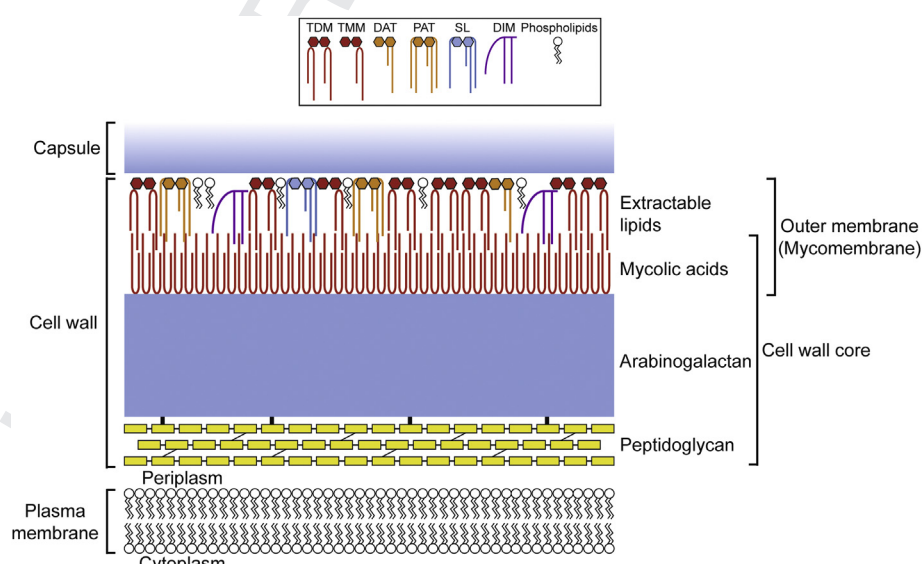 TDM TMM DAT PAT SL DIM Phospholipids
Capsule
Extractable
lipids
Outer membrane
(Mycomembrane)
Mycolic acids
Cell wall
Arabinogalactan
Cell wall core
Peptidoglycan
Periplasm
Plasma
membrane
Cytoplasm